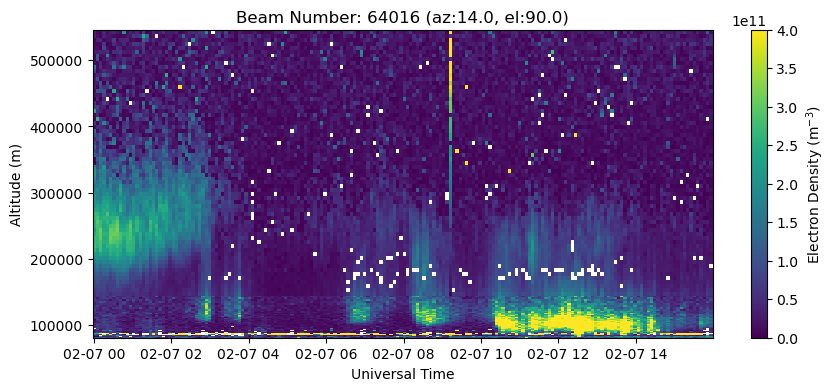 Beam Number: 64016 (az:14.0, el:90.0)
1e11
500000
400000
300000
200000
100000
Altitude (m)
02-07 00 02-07 02 02-07 04 02-07 06 02-07 08 02-07 10 02-07 12 02-07 14
Universal Time
4.0
3.5
3.0
2.5
2.0
1.5
1.0
0.5
0.0
Electron Density (m⁻³)